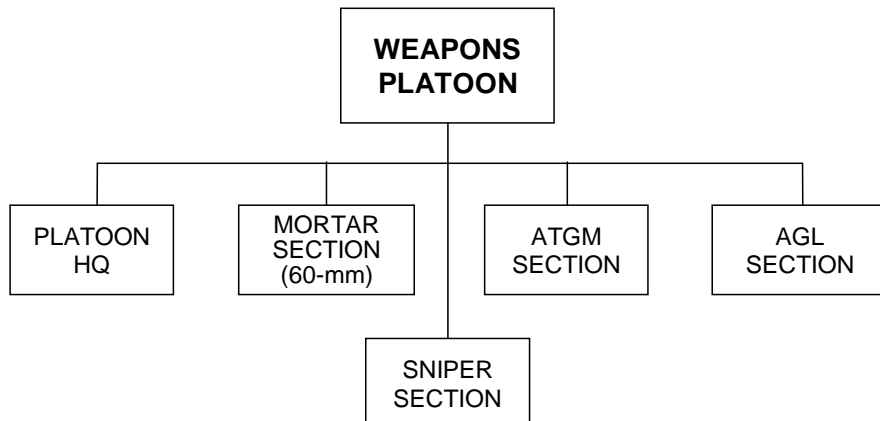 WEAPONS
PLATOON
PLATOON
HQ
MORTAR
SECTION
(60-mm)
ATGM
SECTION
AGL
SECTION
SNIPER
SECTION